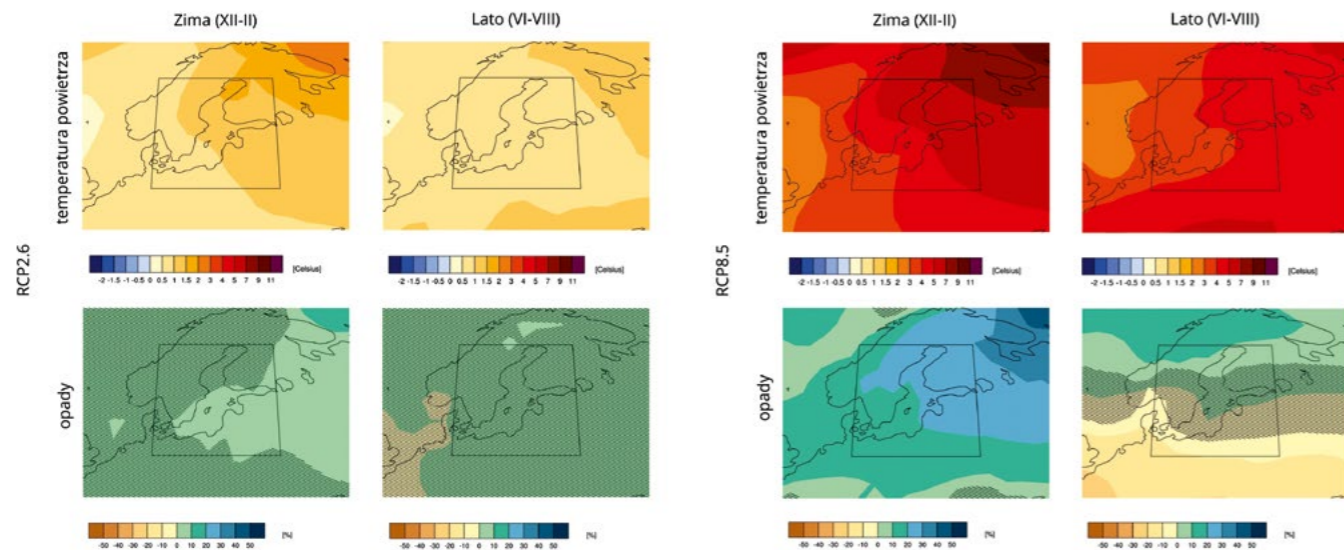 Zima (XII-II)
Lato (VI-VIII)
Zima (XII-II)
Lato (VI-VIII)
RCP2.6
temperatura powietrza
-2 -1.5 -1 -0.5 0 0.5 1 1.5 2 3 4 5 7 9 11 [Celsius]
-2 -1.5 -1 -0.5 0 0.5 1 1.5 2 3 4 5 7 9 11 [Celsius]
opady
-50 -40 -30 -20 -10 0 10 20 30 40 50 [%]
-50 -40 -30 -20 -10 0 10 20 30 40 50 [%]
RCP8.5
temperatura powietrza
-2 -1.5 -1 -0.5 0 0.5 1 1.5 2 3 4 5 7 9 11 [Celsius]
-2 -1.5 -1 -0.5 0 0.5 1 1.5 2 3 4 5 7 9 11 [Celsius]
opady
-50 -40 -30 -20 -10 0 10 20 30 40 50 [%]
-50 -40 -30 -20 -10 0 10 20 30 40 50 [%]